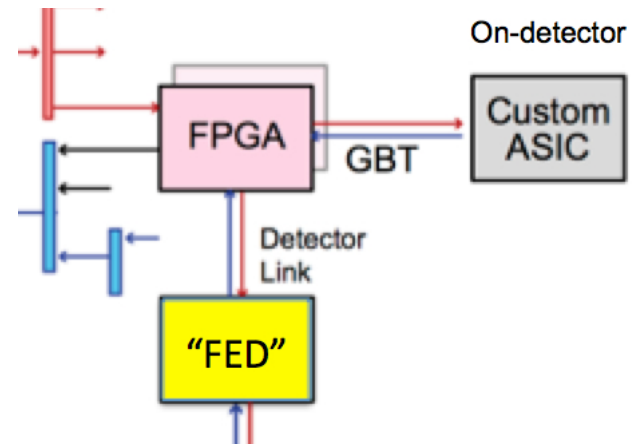 On-detector
FPGA
Custom
ASIC
GBT
Detector
Link
“FED”